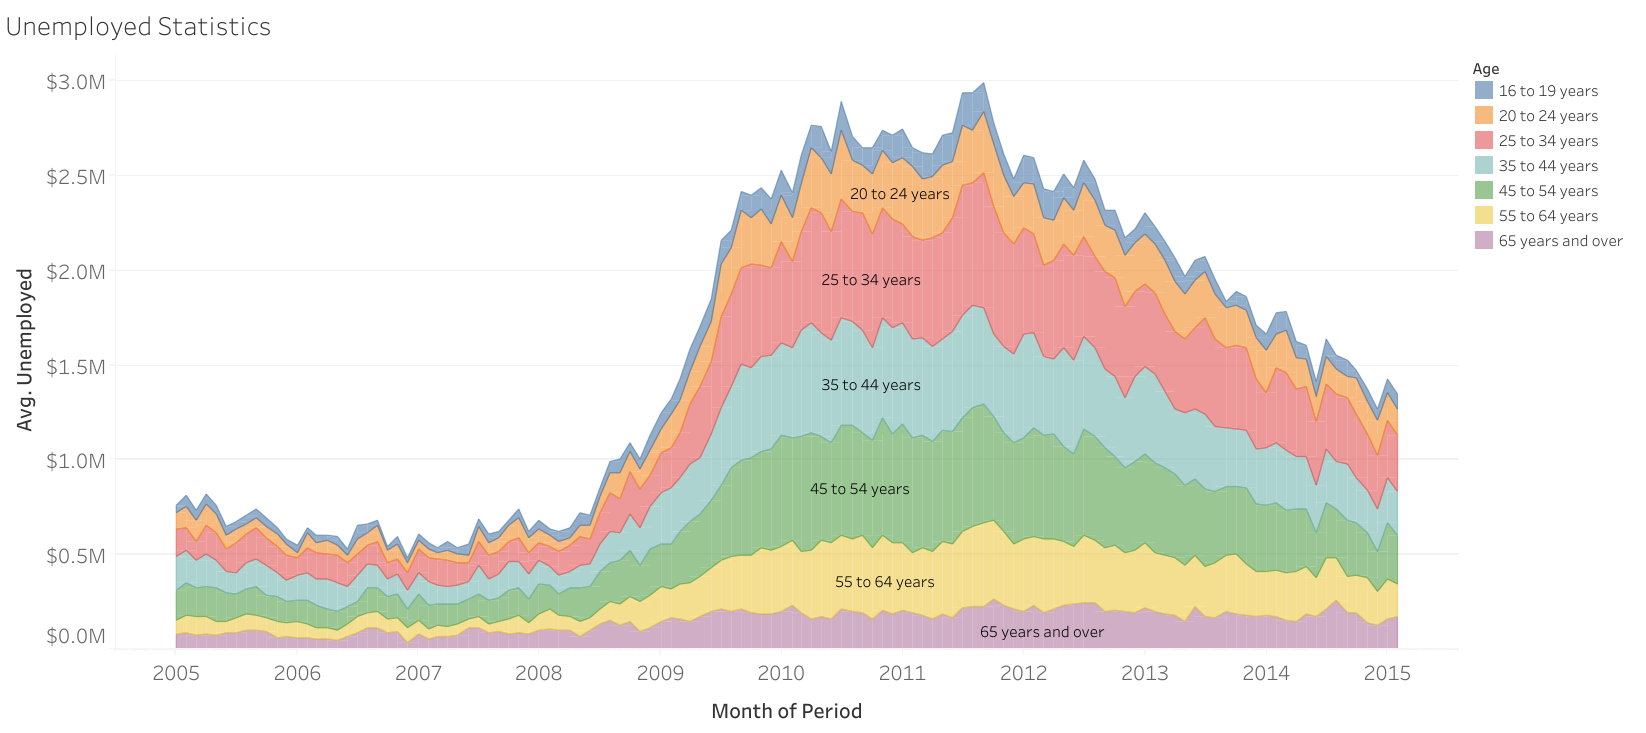 Unemployed Statistics
Age
16 to 19 years
20 to 24 years
25 to 34 years
35 to 44 years
45 to 54 years
55 to 64 years
65 years and over
Avg. Unemployed
$3.0M
$2.5M
$2.0M
$1.5M
$1.0M
$0.5M
$0.0M
20 to 24 years
25 to 34 years
35 to 44 years
45 to 54 years
55 to 64 years
65 years and over
2005 2006 2007 2008 2009 2010 2011 2012 2013 2014 2015
Month of Period